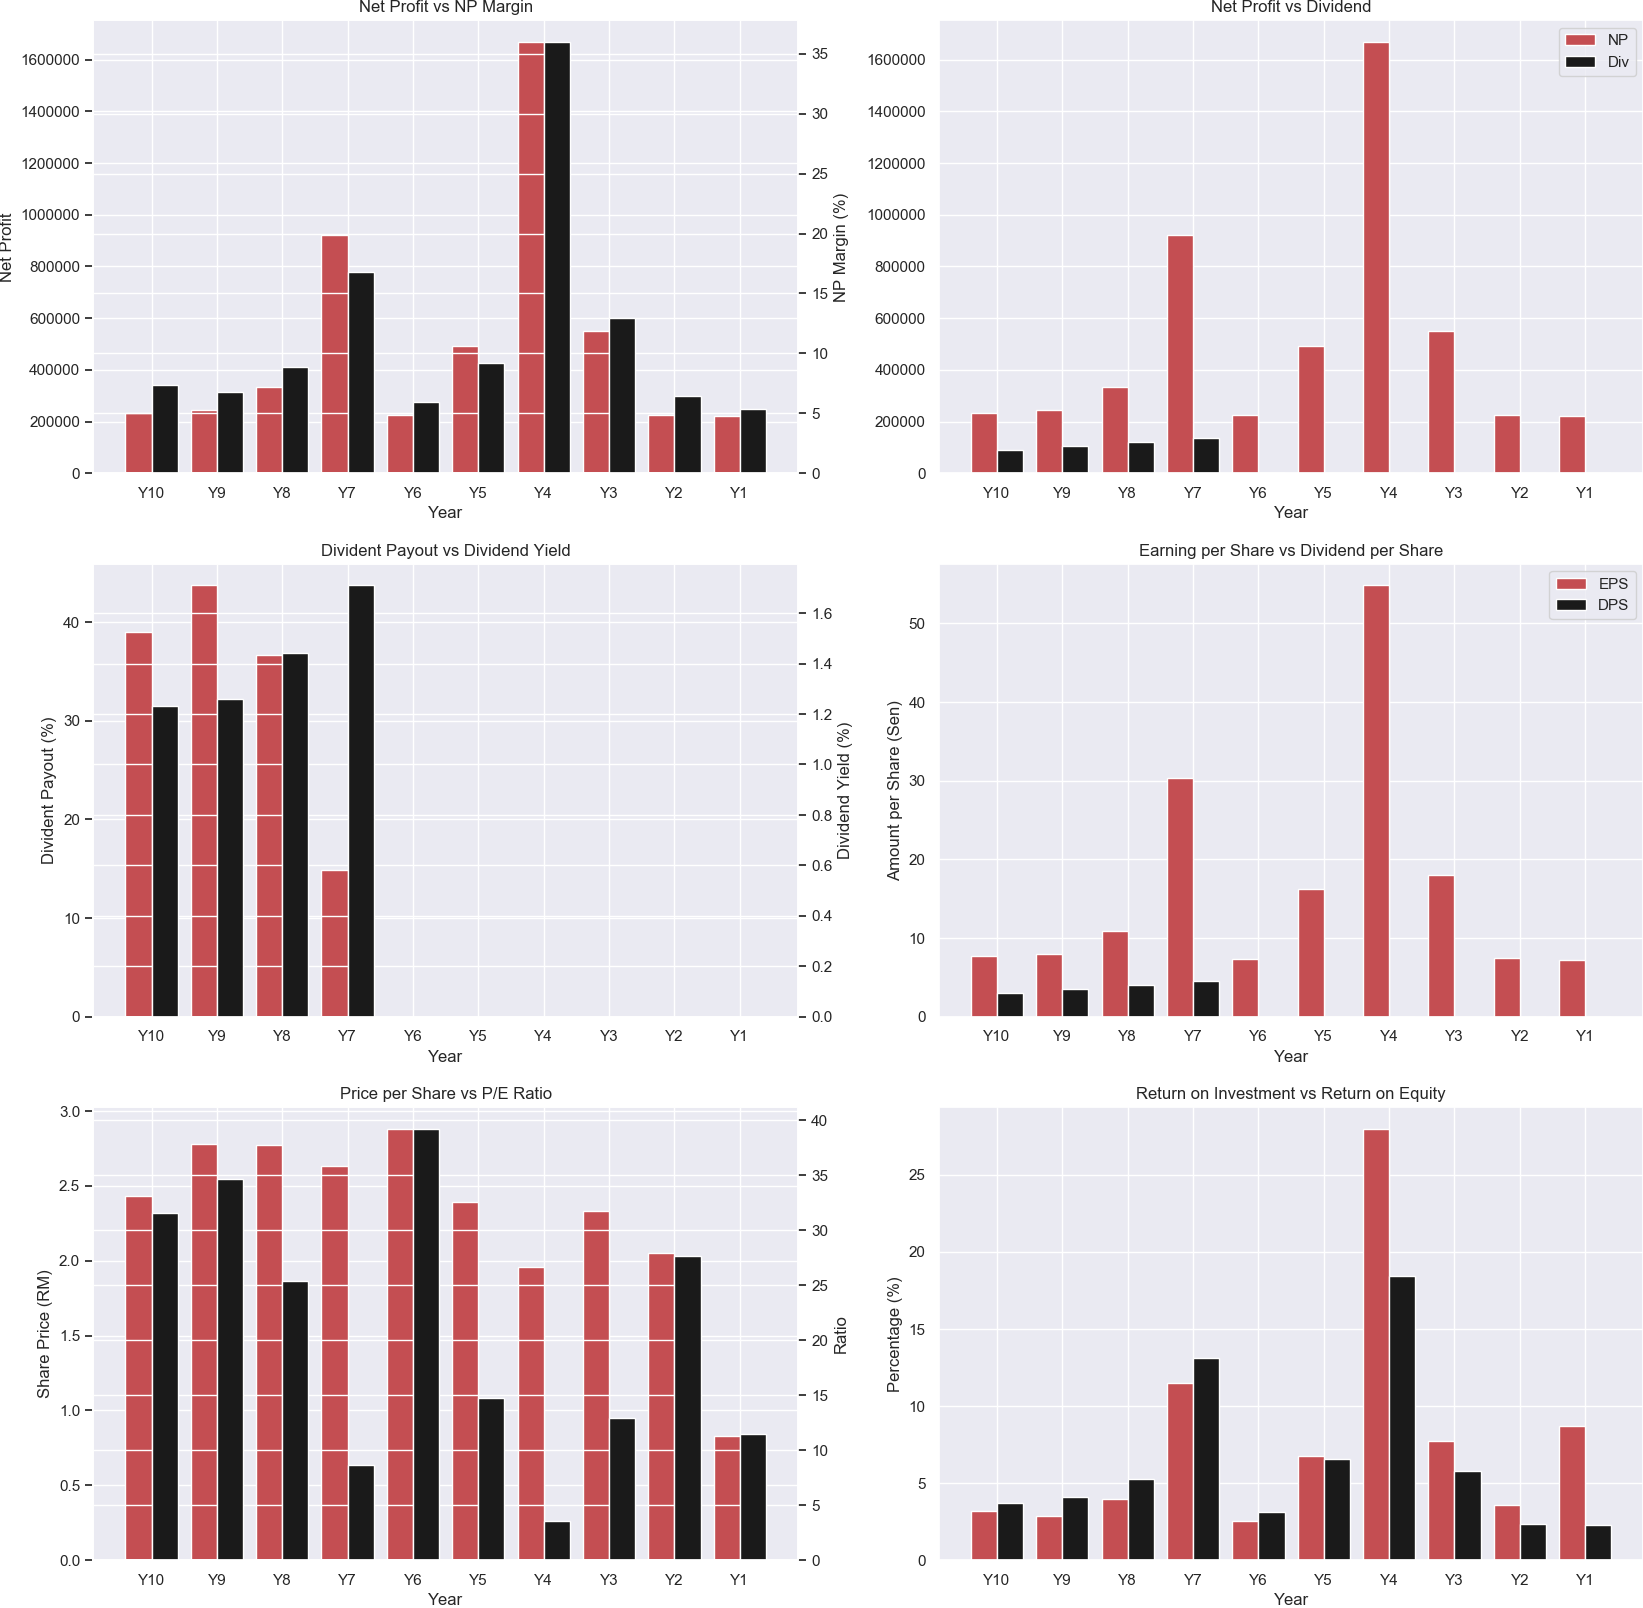 Net Profit vs NP Margin
1600000
1400000
1200000
1000000
800000
600000
400000
200000
0
Net Profit
35
30
25
20
15
10
5
0
NP Margin (%)
Y10 Y9 Y8 Y7 Y6 Y5 Y4 Y3 Y2 Y1
Year
Net Profit vs Dividend
NP
Div
1600000
1400000
1200000
1000000
800000
600000
400000
200000
0
Y10 Y9 Y8 Y7 Y6 Y5 Y4 Y3 Y2 Y1
Year
Divident Payout vs Dividend Yield
40
30
20
10
0
Divident Payout (%)
1.6
1.4
1.2
1.0
0.8
0.6
0.4
0.2
0.0
Dividend Yield (%)
Y10 Y9 Y8 Y7 Y6 Y5 Y4 Y3 Y2 Y1
Year
Earning per Share vs Dividend per Share
EPS
DPS
50
40
30
20
10
0
Amount per Share (Sen)
Y10 Y9 Y8 Y7 Y6 Y5 Y4 Y3 Y2 Y1
Year
Price per Share vs P/E Ratio
3.0
2.5
2.0
1.5
1.0
0.5
0.0
Share Price (RM)
40
35
30
25
20
15
10
5
0
Ratio
Y10 Y9 Y8 Y7 Y6 Y5 Y4 Y3 Y2 Y1
Year
Return on Investment vs Return on Equity
25
20
15
10
5
0
Percentage (%)
Y10 Y9 Y8 Y7 Y6 Y5 Y4 Y3 Y2 Y1
Year